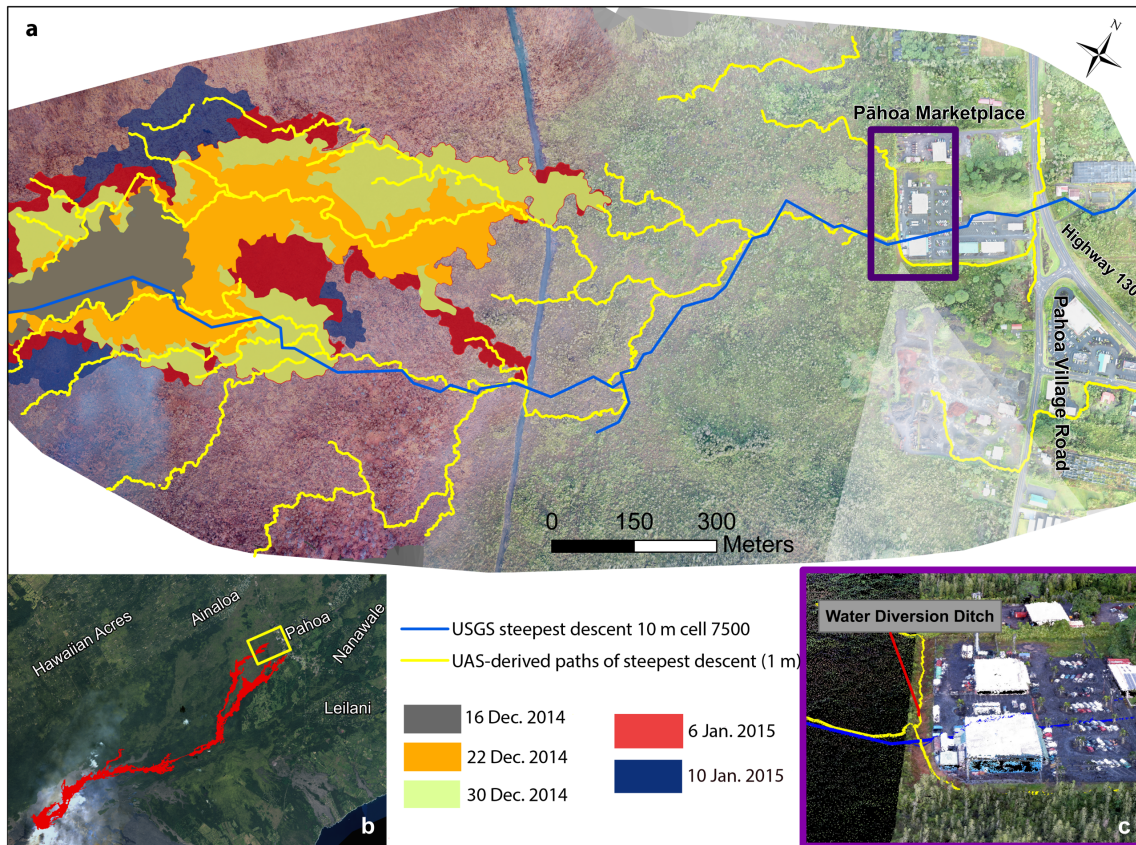 a
N
Pāhoa Marketplace
Highway 130
Pahoa Village Road
0 150 300
Meters
Hawaiian Acres
Ainaloa
Pahoa
Nanawale
Leilani
b
USGS steepest descent 10 m cell 7500
UAS-derived paths of steepest descent (1 m)
16 Dec. 2014
22 Dec. 2014
30 Dec. 2014
6 Jan. 2015
10 Jan. 2015
Water Diversion Ditch
c